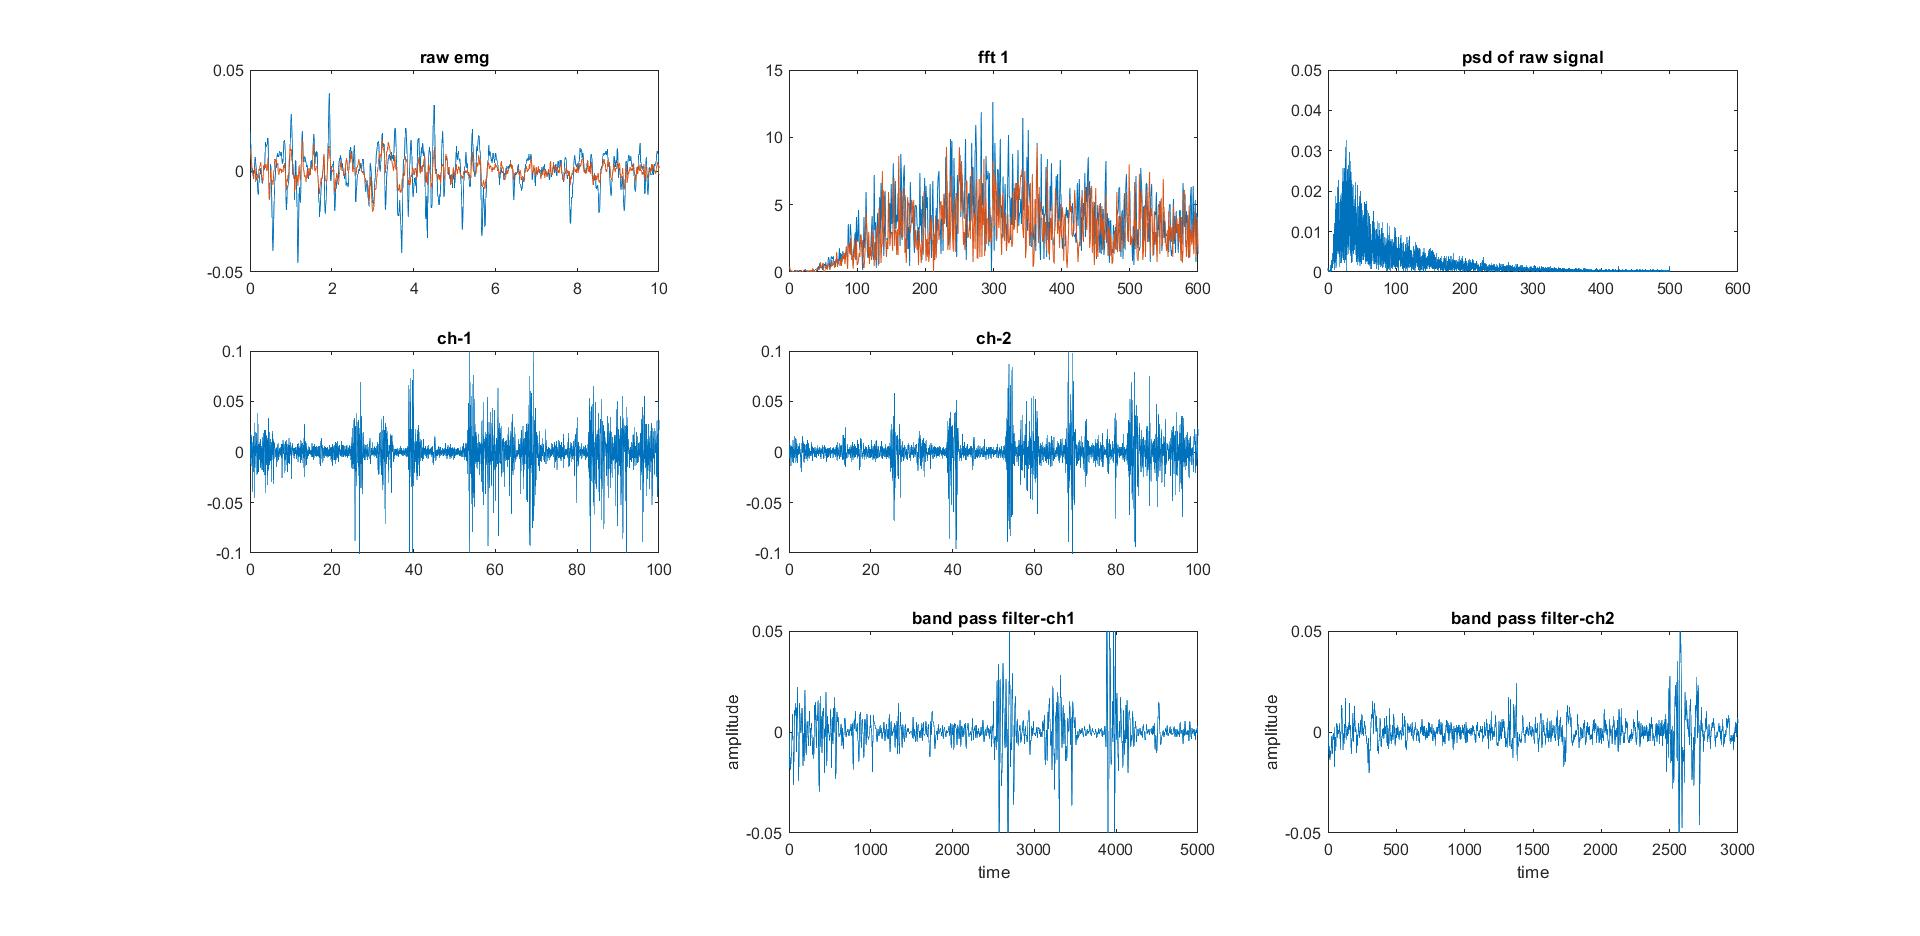 raw emg
0.05
0
-0.05
0 2 4 6 8 10
fft 1
15
10
5
0
0 100 200 300 400 500 600
psd of raw signal
0.05
0.04
0.03
0.02
0.01
0
0 100 200 300 400 500 600
ch-1
0.1
0.05
0
-0.05
-0.1
0 20 40 60 80 100
ch-2
0.1
0.05
0
-0.05
-0.1
0 20 40 60 80 100
band pass filter-ch1
0.05
0
-0.05
amplitude
0 1000 2000 3000 4000 5000
time
band pass filter-ch2
0.05
0
-0.05
amplitude
0 500 1000 1500 2000 2500 3000
time